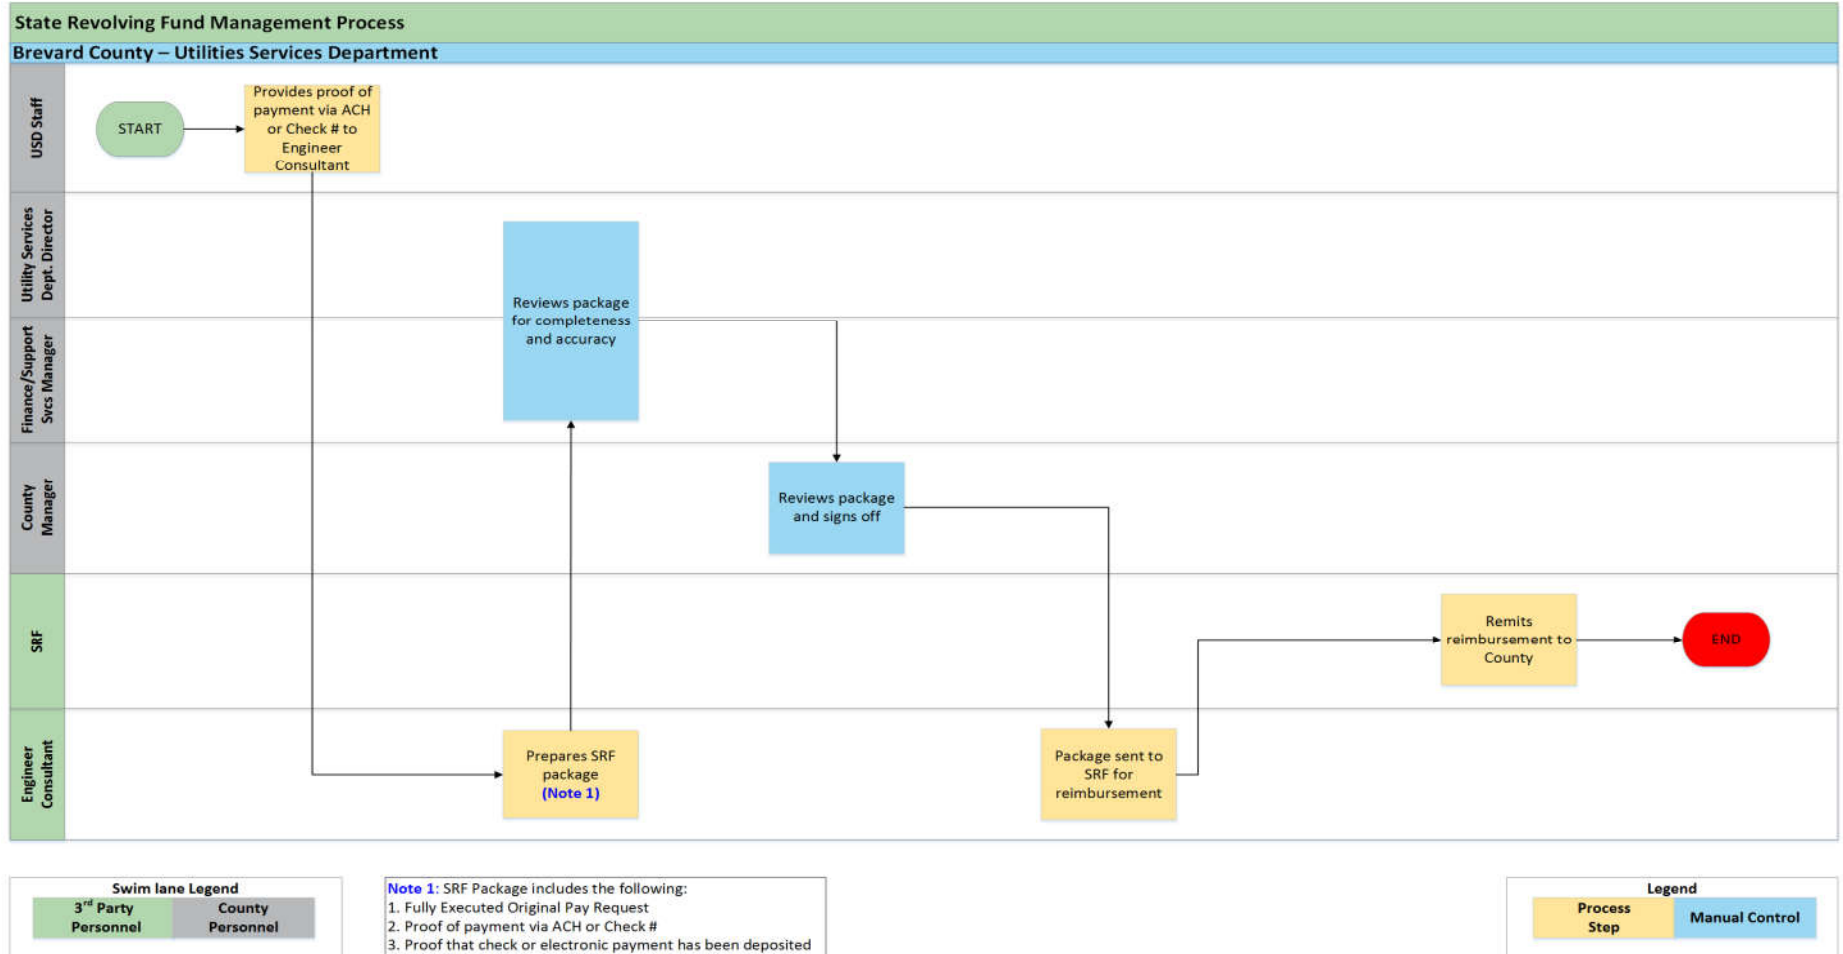 State Revolving Fund Management Process
Brevard County – Utilities Services Department
USD Staff
START
Provides proof of
payment via ACH
or Check # to
Engineer
Consultant
Utility Services
Dept. Director
Finance/Support
Svcs Manager
Reviews package
for completeness
and accuracy
County
Manager
Reviews package
and signs off
SRF
Remits
reimbursement to
County
END
Engineer
Consultant
Prepares SRF
package
(Note 1)
Package sent to
SRF for
reimbursement
Swim lane Legend
3rd Party
Personnel
County
Personnel
Note 1: SRF Package includes the following:
1. Fully Executed Original Pay Request
2. Proof of payment via ACH or Check #
3. Proof that check or electronic payment has been deposited
Legend
Process
Step
Manual Control